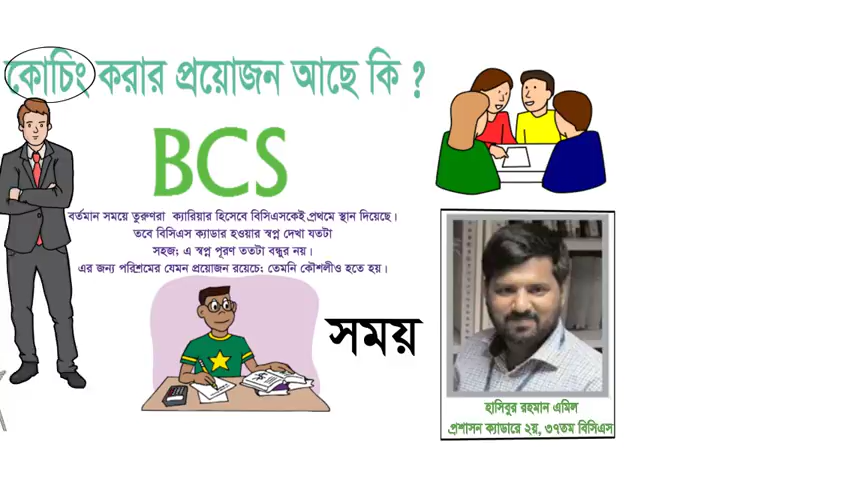 কোচিং করার প্রয়োজন আছে কি ?
BCS
বর্তমান সময়ে তুরুণরা ক্যারিয়ার হিসেবে বিসিএসকেই প্রথমে স্থান দিয়েছে।
তবে বিসিএস ক্যাডার হওয়ার স্বপ্ন দেখা যতটা
সহজ; এ স্বপ্ন পূরণ ততটা বন্ধুর নয়।
এর জন্য পরিশ্রমের যেমন প্রয়োজন রয়েচে; তেমনি কৌশলীও হতে হয়।
সময়
হাসিবুর রহমান এমিল
প্রশাসন ক্যাডারে ২য়, ৩৭তম বিসিএস